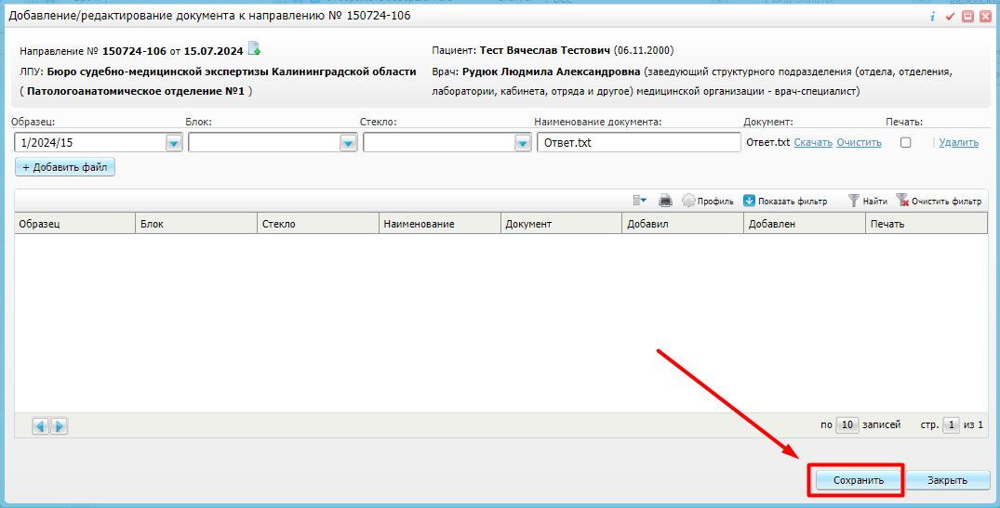 Добавление/редактирование документа к направлению № 150724-106
Направление № 150724-106 от 15.07.2024
Пациент: Тест Вячеслав Тестович (06.11.2000)
ЛПУ: Бюро судебно-медицинской экспертизы Калининградской области
( Патологоанатомическое отделение №1 )
Врач: Рудюк Людмила Александровна (заведующий структурного подразделения (отдела, отделения,
лаборатории, кабинета, отряда и другое) медицинской организации - врач-специалист)
Образец: Блок: Стекло: Наименование документа: Документ: Печать:
1/2024/15 Ответ.txt Ответ.txt Скачать Очистить | Удалить
+ Добавить файл
Профиль Показать фильтр Найти Очистить фильтр
Образец Блок Стекло Наименование Документ Добавил Добавлен Печать
по 10 записей стр. 1 из 1
Сохранить Закрыть